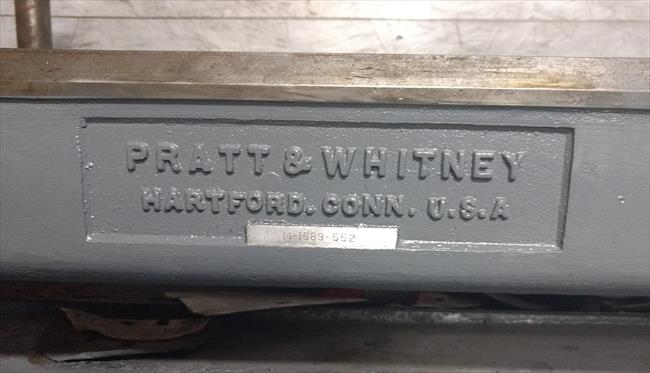 PRATT & WHITNEY
HARTFORD, CONN. U.S.A
M-1689-552